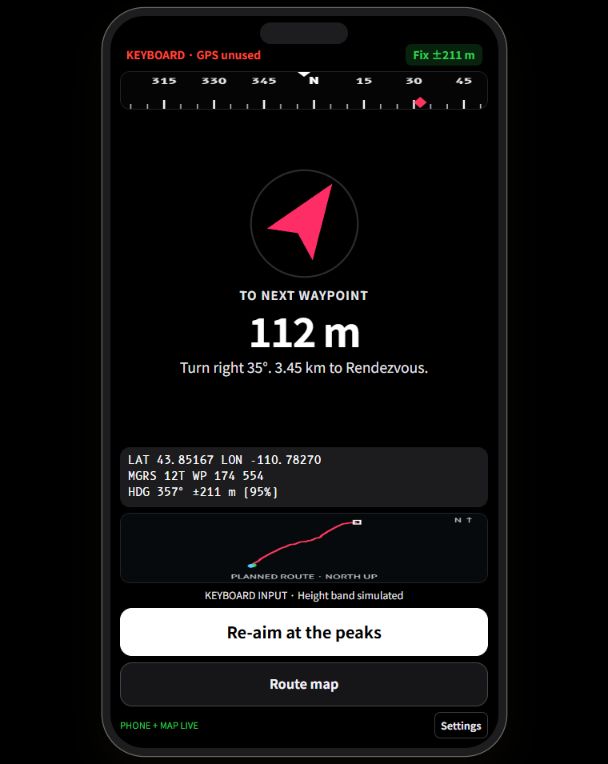 KEYBOARD · GPS unused
Fix ±211 m
315 330 345 N 15 30 45
TO NEXT WAYPOINT
112 m
Turn right 35°. 3.45 km to Rendezvous.
LAT 43.85167 LON -110.78270
MGRS 12T WP 174 554
HDG 357° ±211 m [95%]
N ↑
PLANNED ROUTE · NORTH UP
KEYBOARD INPUT · Height band simulated
Re-aim at the peaks
Route map
PHONE + MAP LIVE
Settings